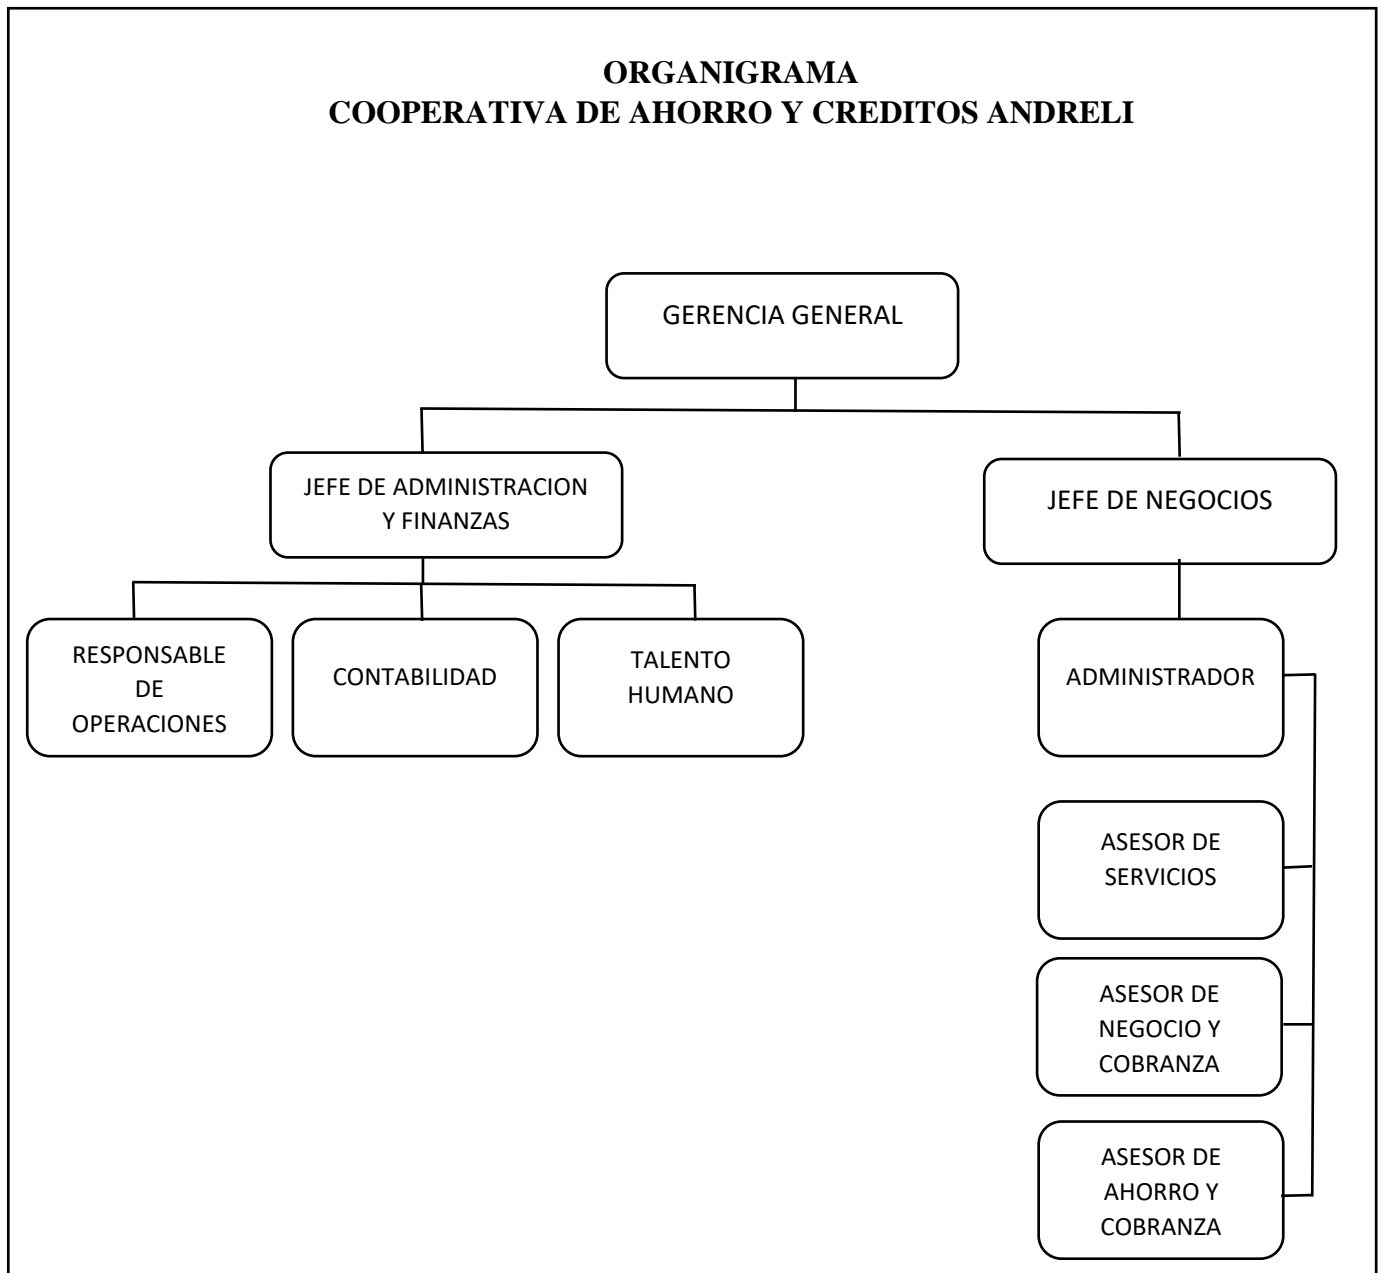 ORGANIGRAMA
COOPERATIVA DE AHORRO Y CREDITOS ANDRELI
GERENCIA GENERAL
JEFE DE ADMINISTRACION
Y FINANZAS
JEFE DE NEGOCIOS
RESPONSABLE
DE
OPERACIONES
CONTABILIDAD
TALENTO
HUMANO
ADMINISTRADOR
ASESOR DE
SERVICIOS
ASESOR DE
NEGOCIO Y
COBRANZA
ASESOR DE
AHORRO Y
COBRANZA